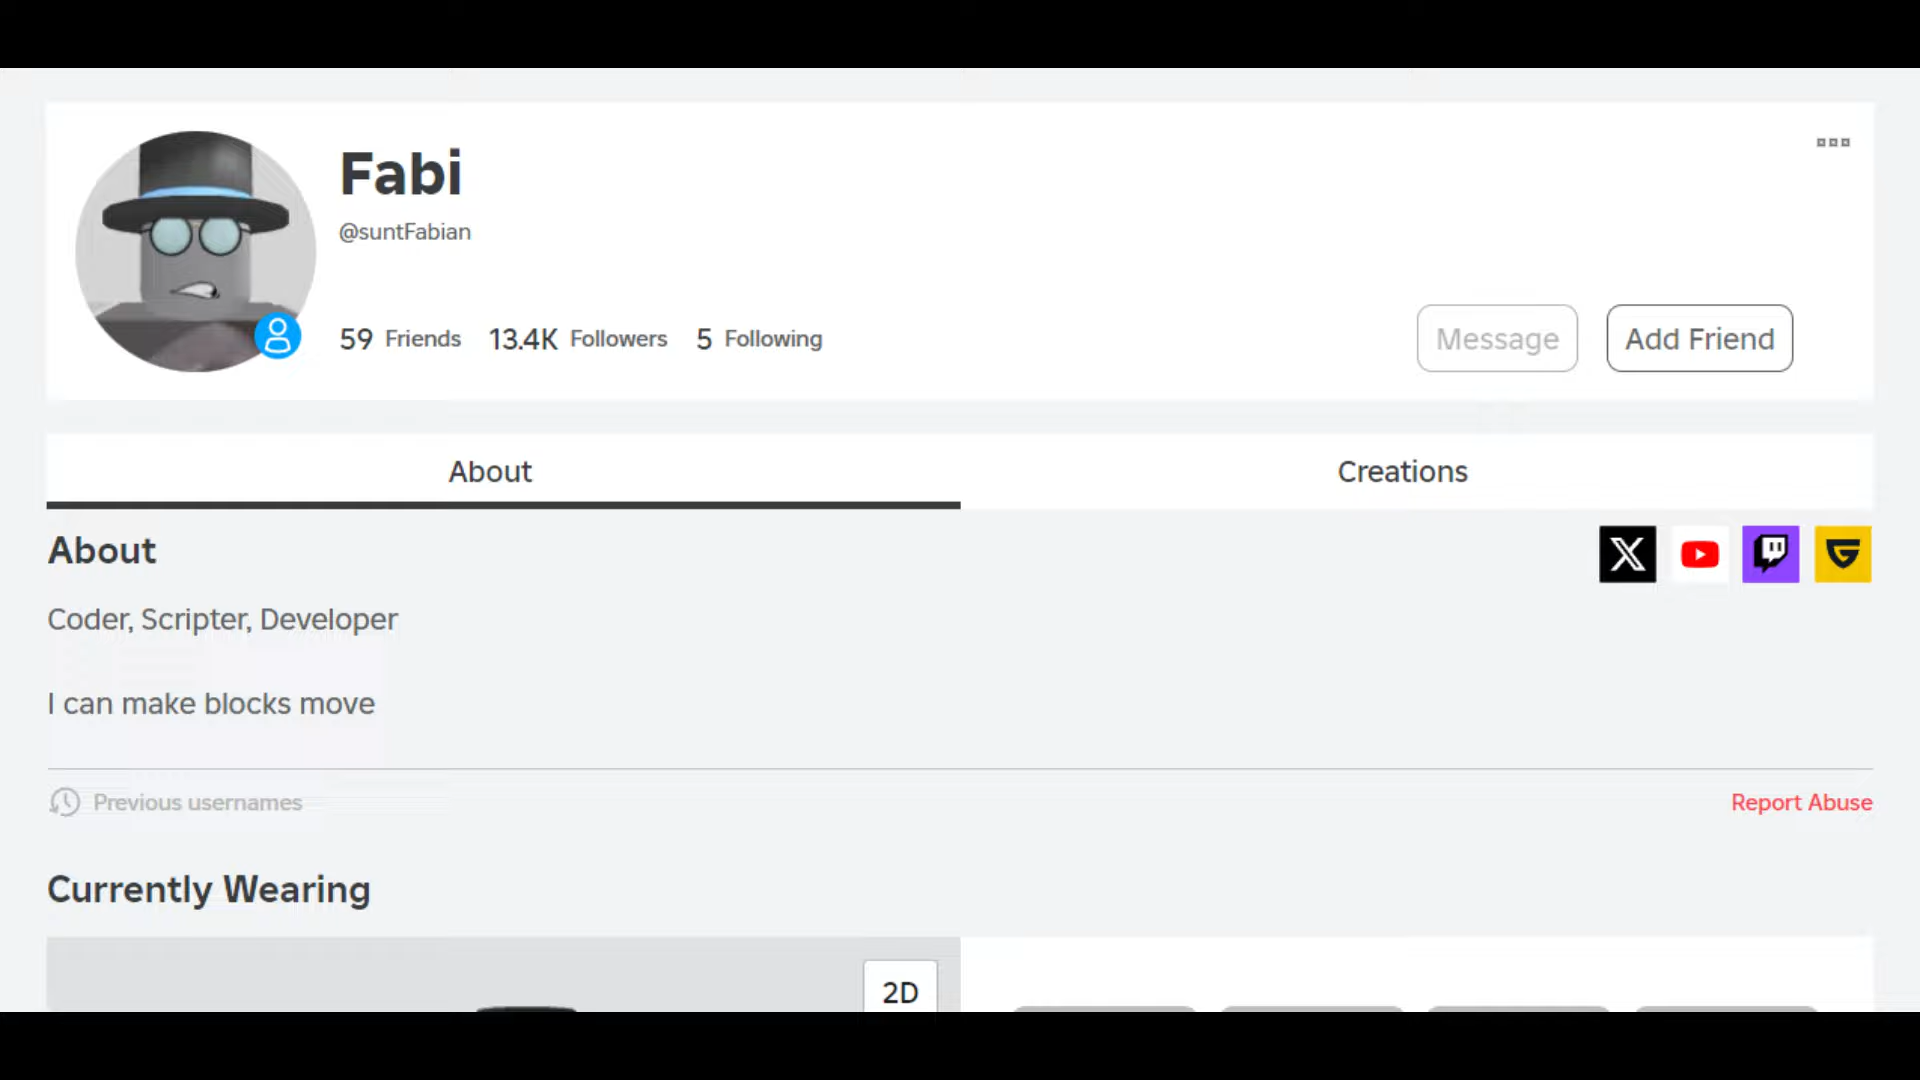 Fabi
@suntFabian
59 Friends 13.4K Followers 5 Following
Message Add Friend
About Creations
About
Coder, Scripter, Developer
I can make blocks move
Previous usernames Report Abuse
Currently Wearing
2D